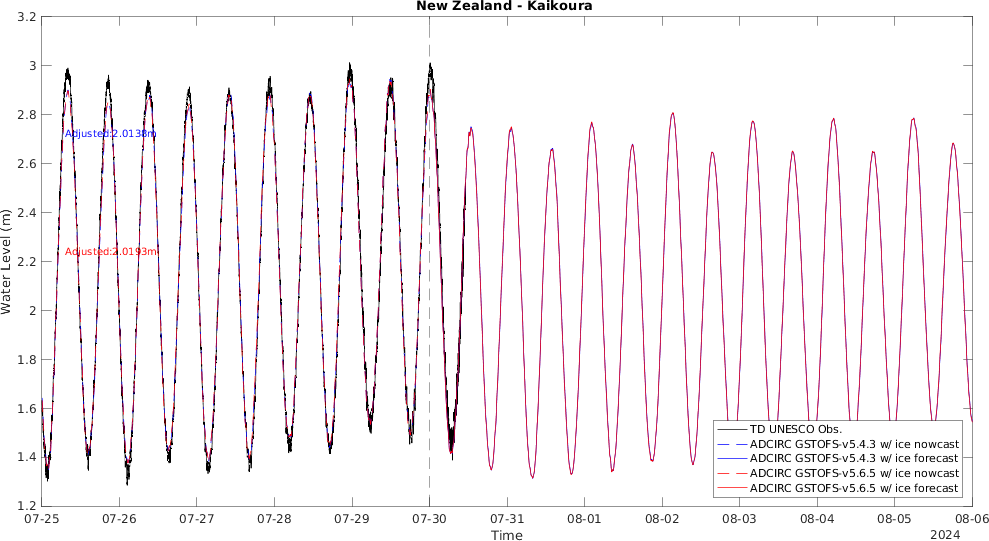 New Zealand - Kaikoura
3.2
3
2.8
2.6
2.4
2.2
2
1.8
1.6
1.4
1.2
Water Level (m)
Adjusted:2.0138m
Adjusted:2.0193m
TD UNESCO Obs.
ADCIRC GSTOFS-v5.4.3 w/ ice nowcast
ADCIRC GSTOFS-v5.4.3 w/ ice forecast
ADCIRC GSTOFS-v5.6.5 w/ ice nowcast
ADCIRC GSTOFS-v5.6.5 w/ ice forecast
07-25 07-26 07-27 07-28 07-29 07-30 07-31 08-01 08-02 08-03 08-04 08-05 08-06
Time
2024